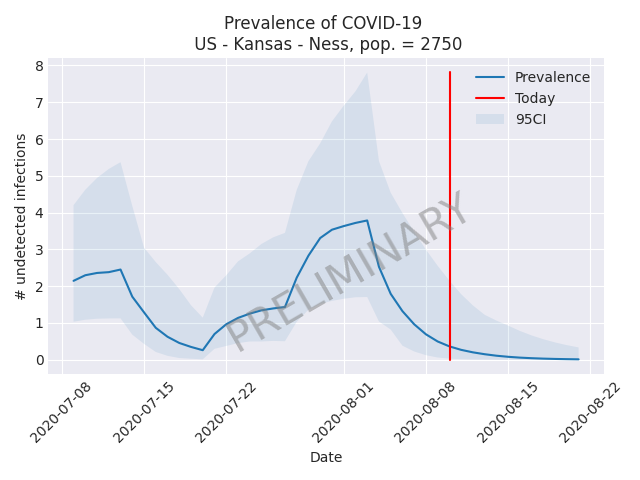 Prevalence of COVID-19
US - Kansas - Ness, pop. = 2750
# undetected infections
8
7
6
5
4
3
2
1
0
Prevalence
Today
95CI
PRELIMINARY
2020-07-08
2020-07-15
2020-07-22
2020-08-01
2020-08-08
2020-08-15
2020-08-22
Date